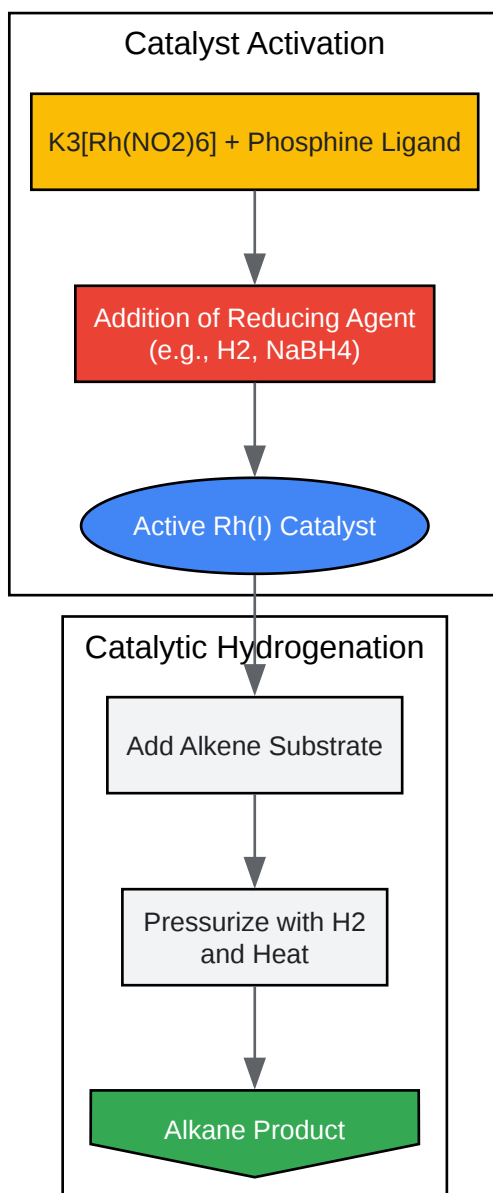 Catalyst Activation
K3[Rh(NO2)6] + Phosphine Ligand
Addition of Reducing Agent
(e.g., H2, NaBH4)
Active Rh(I) Catalyst
Catalytic Hydrogenation
Add Alkene Substrate
Pressurize with H2
and Heat
Alkane Product